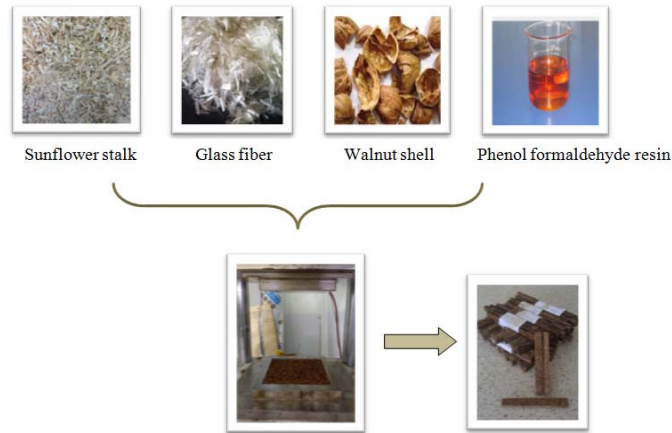 Sunflower stalk
Glass fiber
Walnut shell
Phenol formaldehyde resin